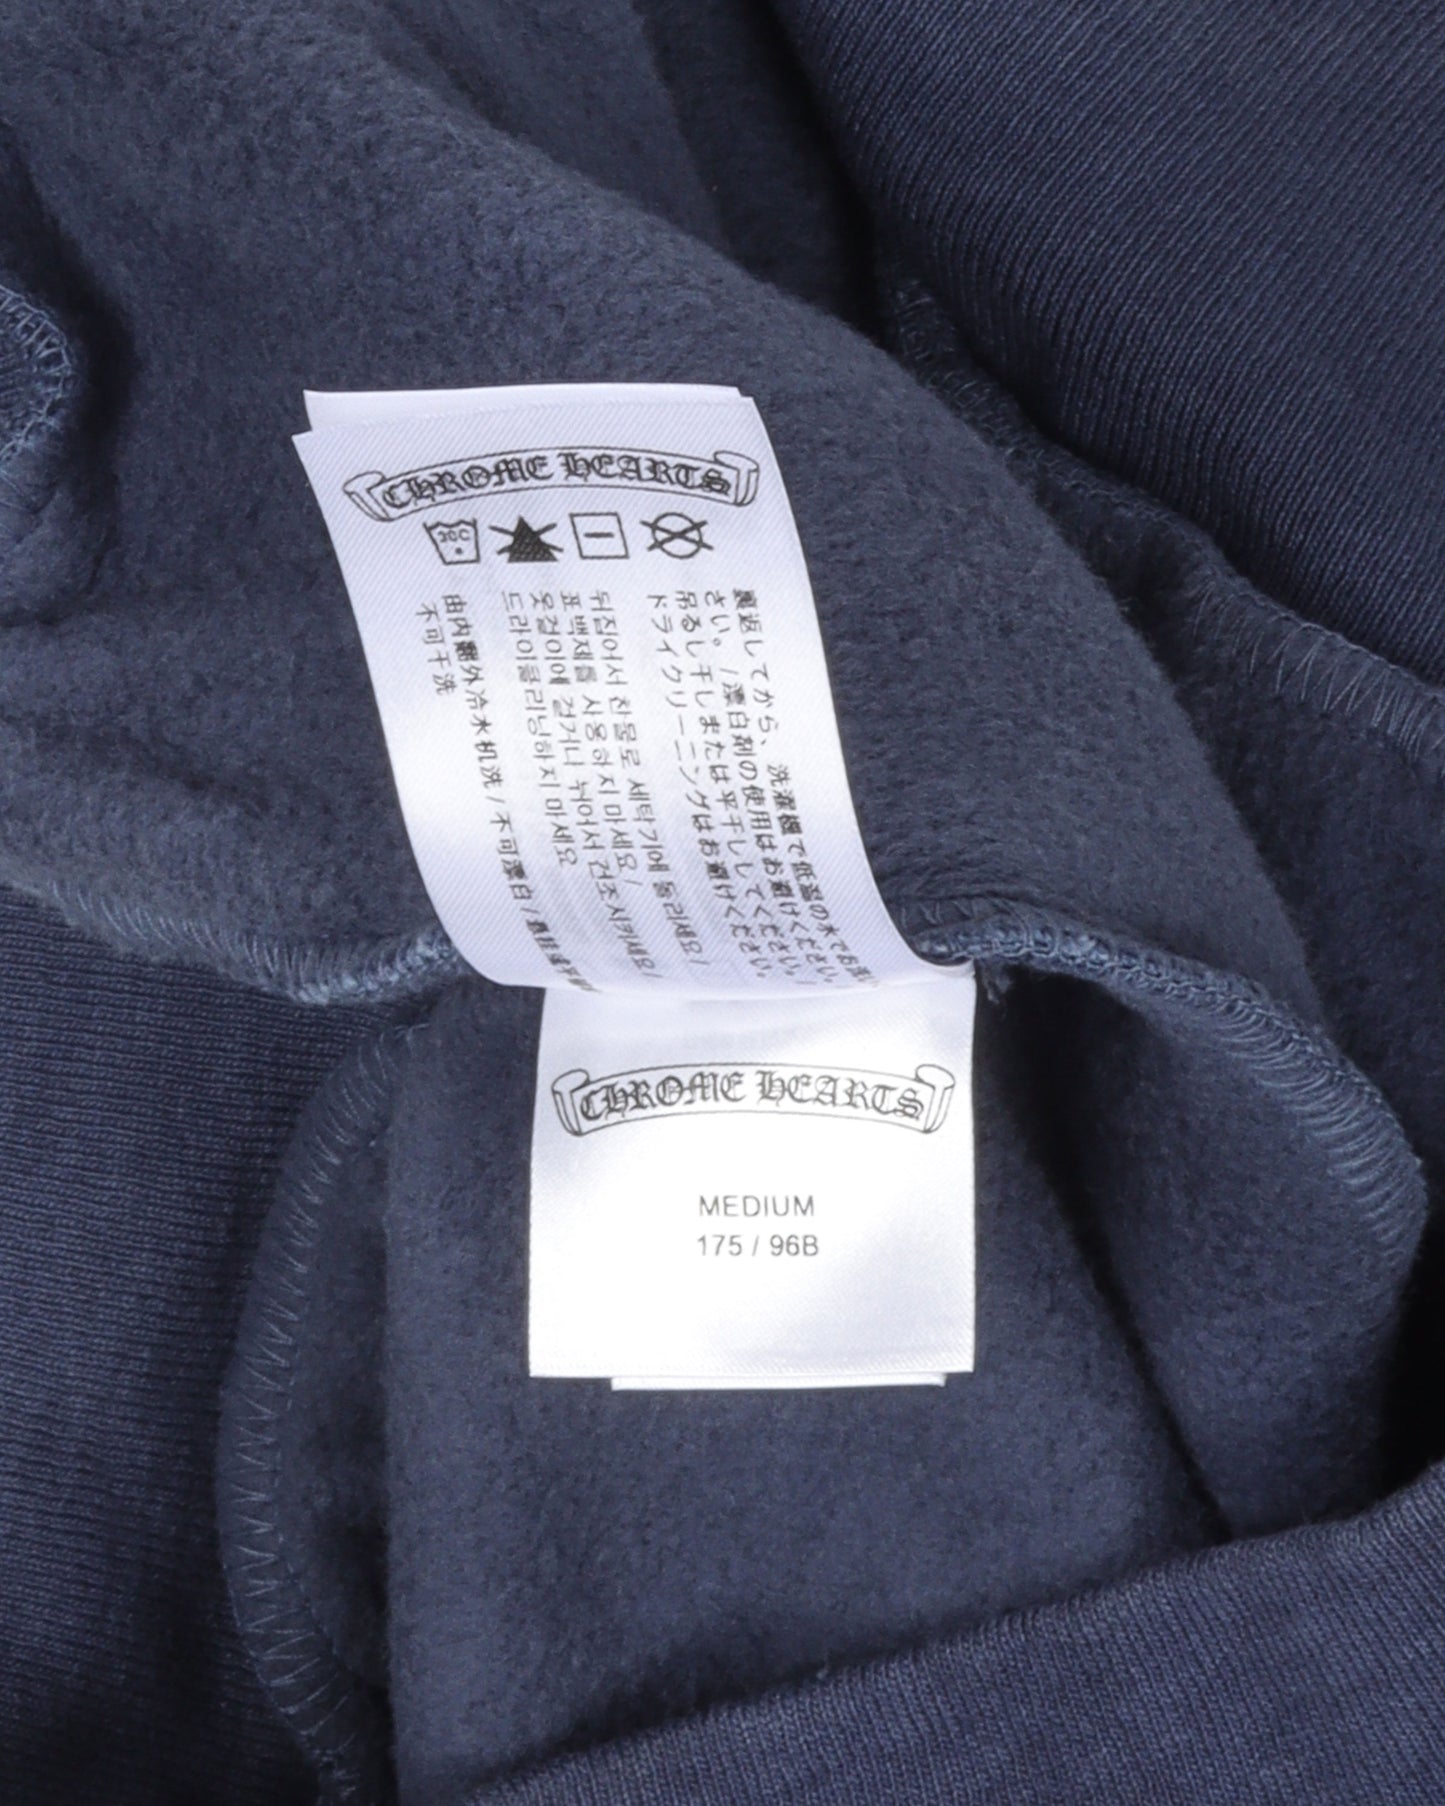 CHROME HEARTS
30C
裏返してから、洗濯機で低温の水でお洗い
さい。/漂白剤の使用はお避けください。/
吊るし干しまたは平干ししてください。
ドライクリーニングはお避けください。
뒤집어서 찬물로 세탁기에 돌리세요/
표백제를 사용하지 마세요/
옷걸이에 걸거나 뉘어서 건조시키세요/
드라이클리닝하지 마세요
由内翻外冷水机洗/不可漂白/悬挂或平
不可干洗
CHROME HEARTS
MEDIUM
175 / 96B